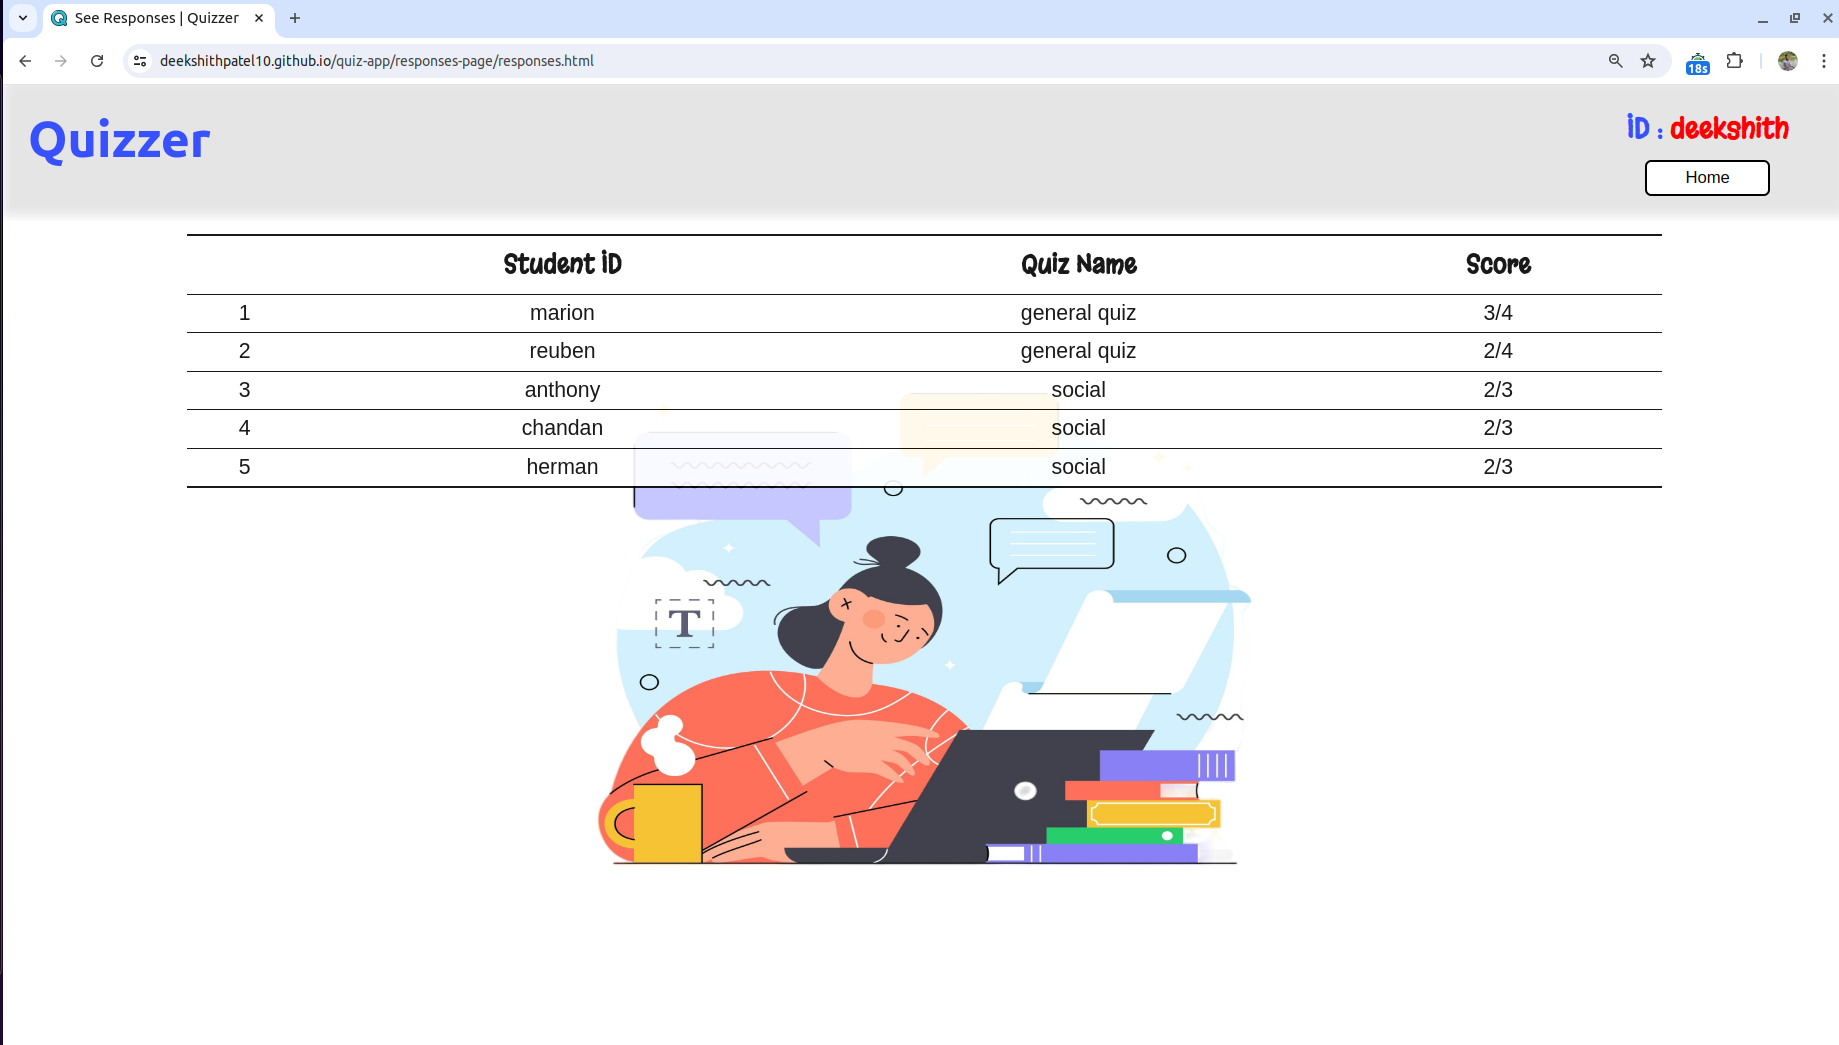 See Responses | Quizzer
deekshithpatel10.github.io/quiz-app/responses-page/responses.html
18s
Quizzer
ID : deekshith
Home
Student ID Quiz Name Score
1 marion general quiz 3/4
2 reuben general quiz 2/4
3 anthony social 2/3
4 chandan social 2/3
5 herman social 2/3
T